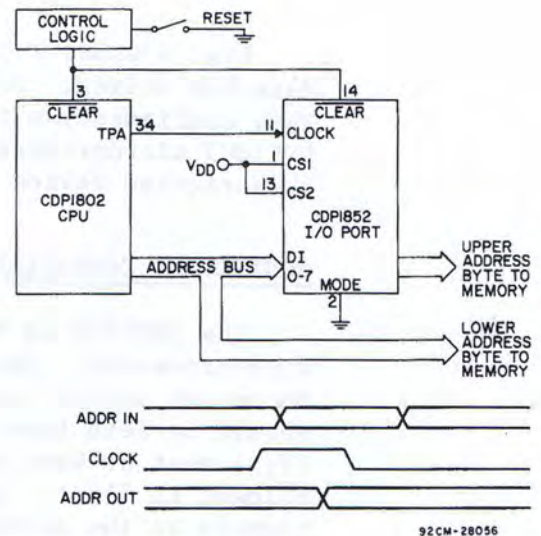 CONTROL
LOGIC
RESET
3
CLEAR
14
CLEAR
TPA
34
11
CLOCK
VDD
1
CS1
13
CS2
CDP1802
CPU
CDP1852
I/O PORT
ADDRESS BUS
DI
0-7
MODE
2
UPPER
ADDRESS
BYTE TO
MEMORY
LOWER
ADDRESS
BYTE TO
MEMORY
ADDR IN
CLOCK
ADDR OUT
92CM-28056